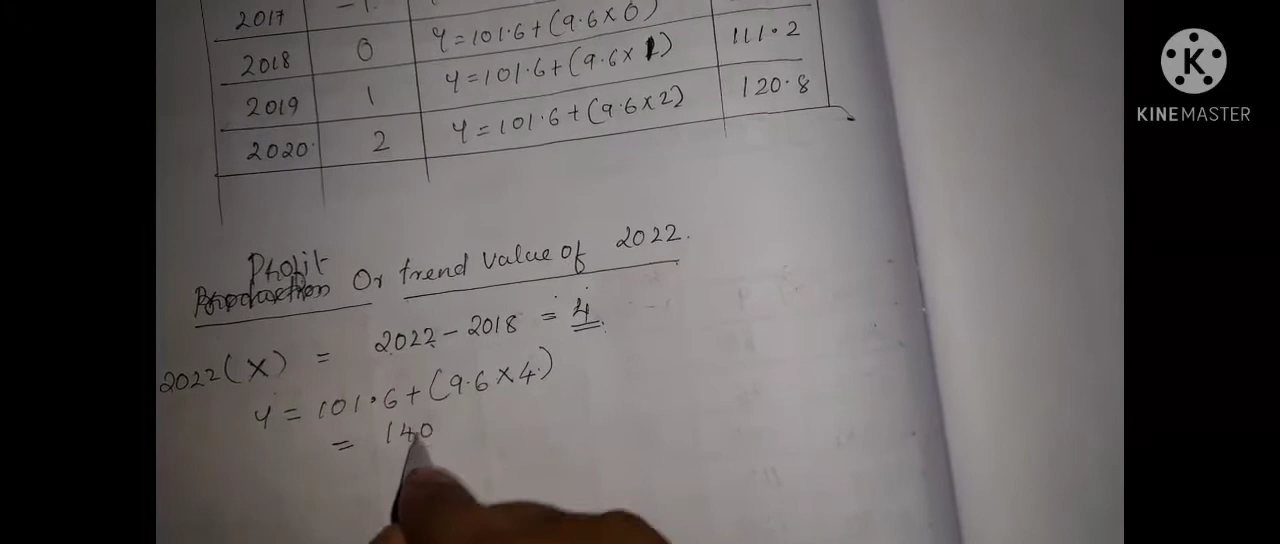 2017 -1
2018 0 Y=101.6+(9.6×0)
2019 1 Y=101.6+(9.6×1) 111.2
2020 2 Y=101.6+(9.6×2) 120.8
Profit
Production Or trend value of 2022.
2022(X) = 2022-2018 = 4
Y = 101.6+(9.6×4)
= 140
K
KINEMASTER